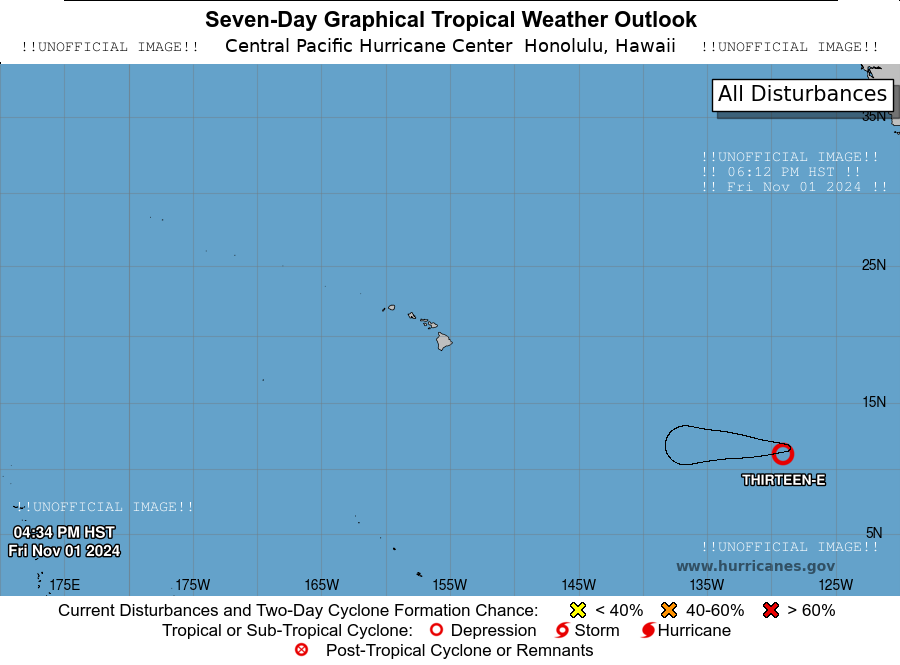 Seven-Day Graphical Tropical Weather Outlook
!!UNOFFICIAL IMAGE!! Central Pacific Hurricane Center Honolulu, Hawaii !!UNOFFICIAL IMAGE!!
All Disturbances
35N
!!UNOFFICIAL IMAGE!!
!! 06:12 PM HST !!
!! Fri Nov 01 2024 !!
25N
15N
THIRTEEN-E
!!UNOFFICIAL IMAGE!!
04:34 PM HST
5N
Fri Nov 01 2024
!!UNOFFICIAL IMAGE!!
www.hurricanes.gov
175E 175W 165W 155W 145W 135W 125W
Current Disturbances and Two-Day Cyclone Formation Chance: < 40% 40-60% > 60%
Tropical or Sub-Tropical Cyclone: Depression Storm Hurricane
Post-Tropical Cyclone or Remnants